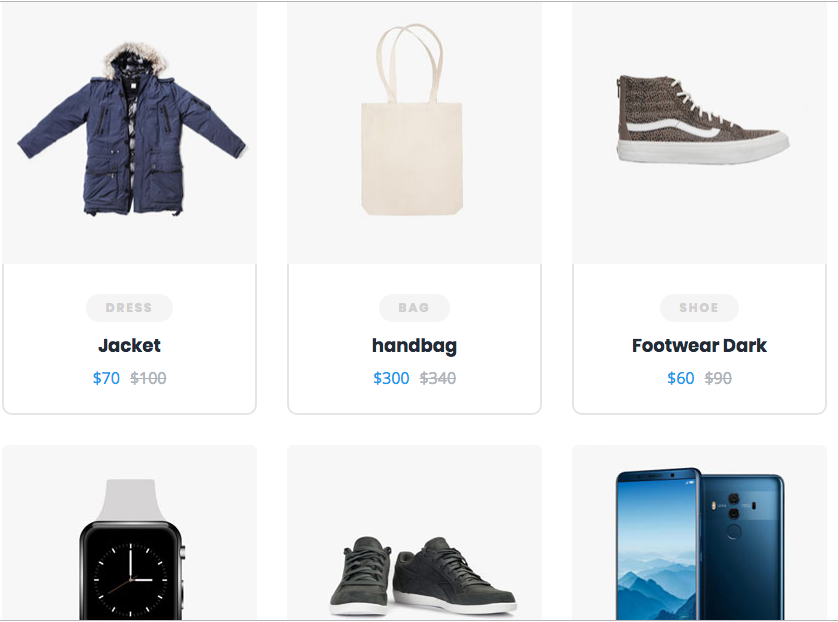 DRESS
Jacket
$70 $100
BAG
handbag
$300 $340
SHOE
Footwear Dark
$60 $90